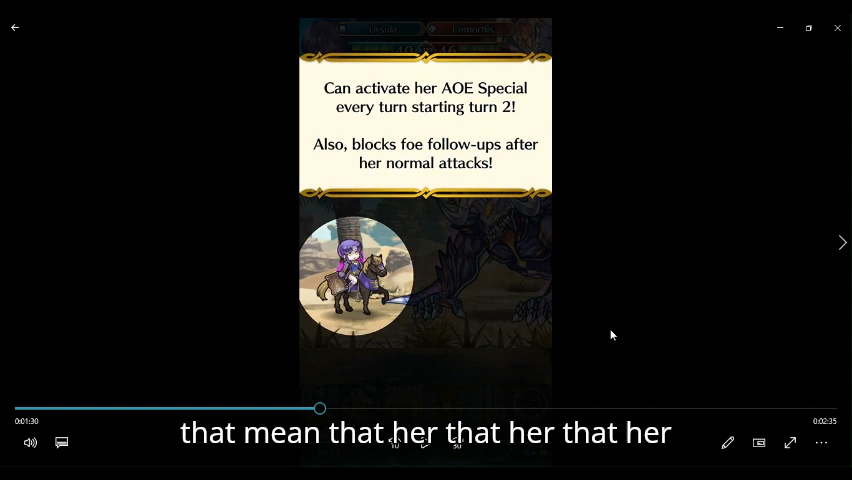 Ursula
Can activate her AOE Special
every turn starting turn 2!
Also, blocks foe follow-ups after
her normal attacks!
0:01:30
0:02:35
that mean that her that her that her